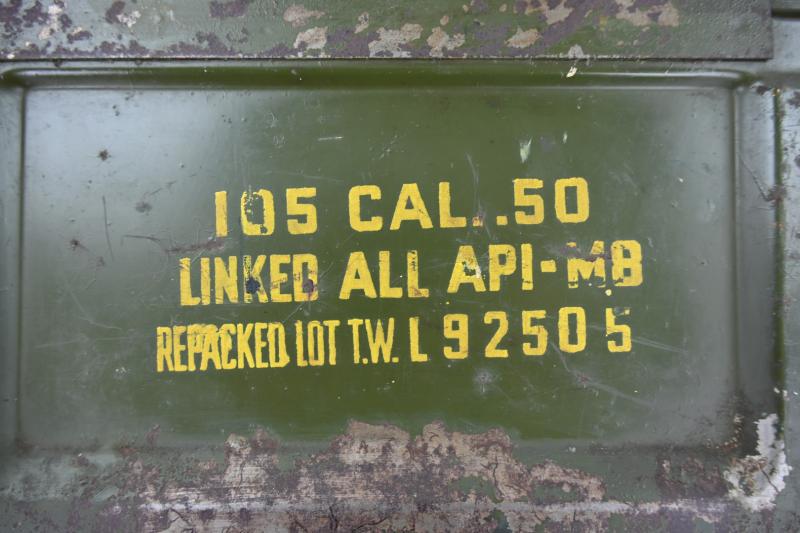 105 CAL..50
LINKED ALL API-M8
REPACKED LOT T.W. L 92505